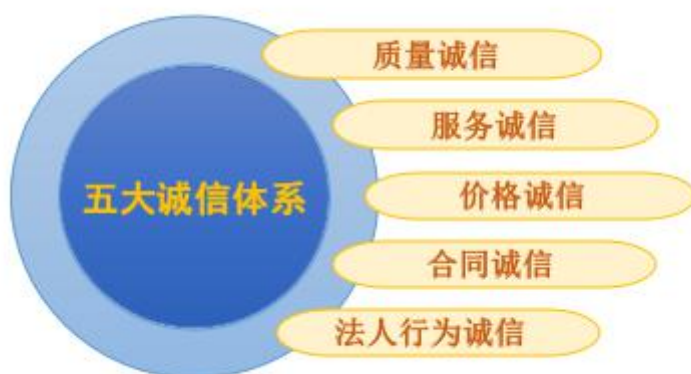 质量诚信
服务诚信
五大诚信体系
价格诚信
合同诚信
法人行为诚信